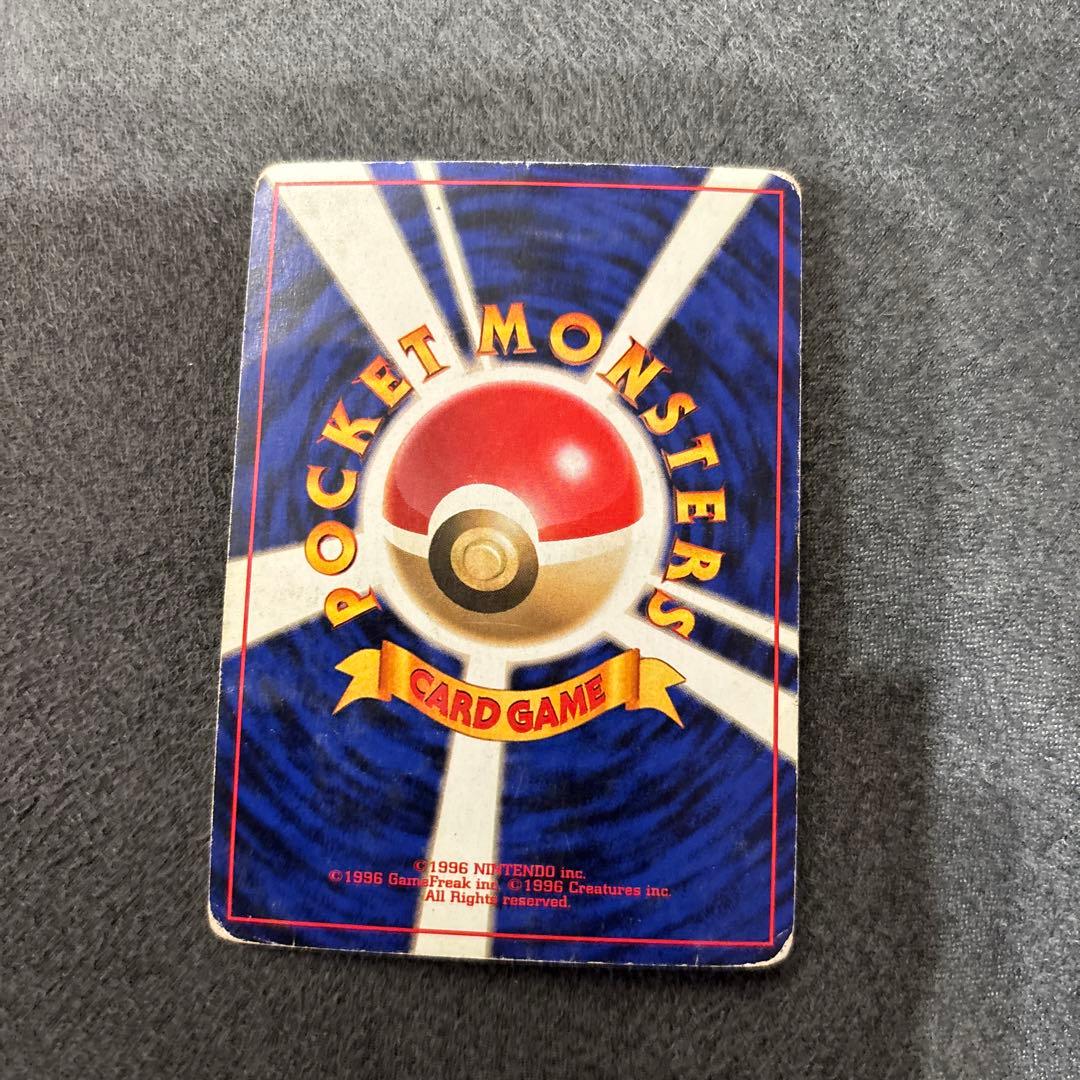 POCKET MONSTERS
CARD GAME
©1996 NINTENDO inc.
©1996 GameFreak inc. ©1996 Creatures inc.
All Rights reserved.